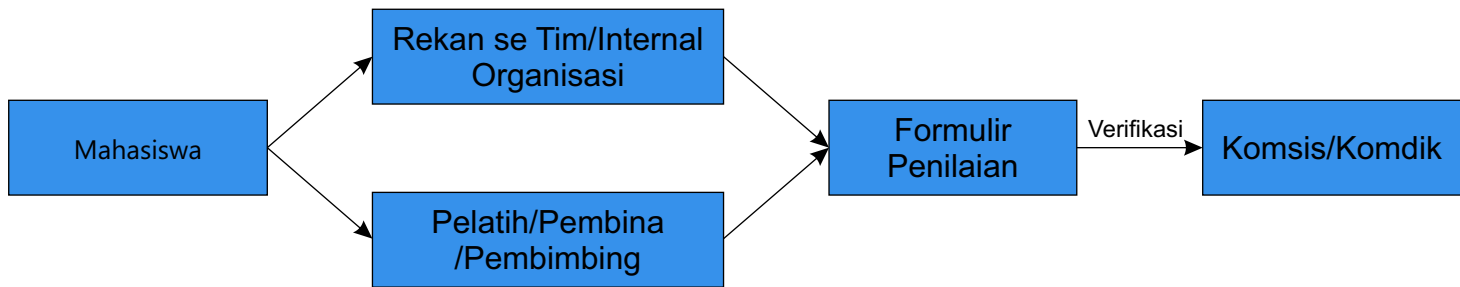 Mahasiswa
Rekan se Tim/Internal
Organisasi
Pelatih/Pembina
/Pembimbing
Formulir
Penilaian
Verifikasi
Komsis/Komdik